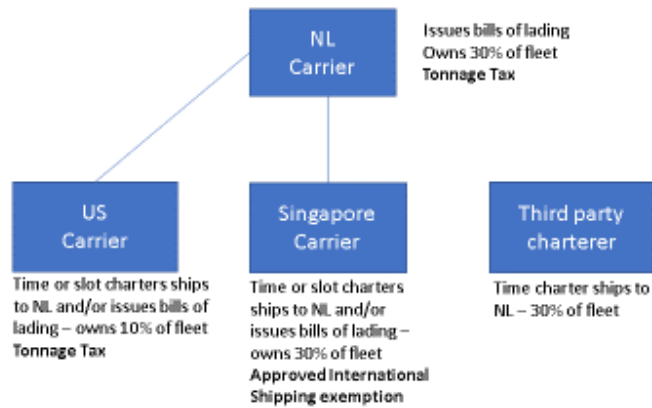 NL
Carrier
Issues bills of lading
Owns 30% of fleet
Tonnage Tax
US
Carrier
Time or slot charters ships
to NL and/or issues bills of
lading – owns 10% of fleet
Tonnage Tax
Singapore
Carrier
Time or slot charters
ships to NL and/or
issues bills of lading –
owns 30% of fleet
Approved International
Shipping exemption
Third party
charterer
Time charter ships to
NL – 30% of fleet